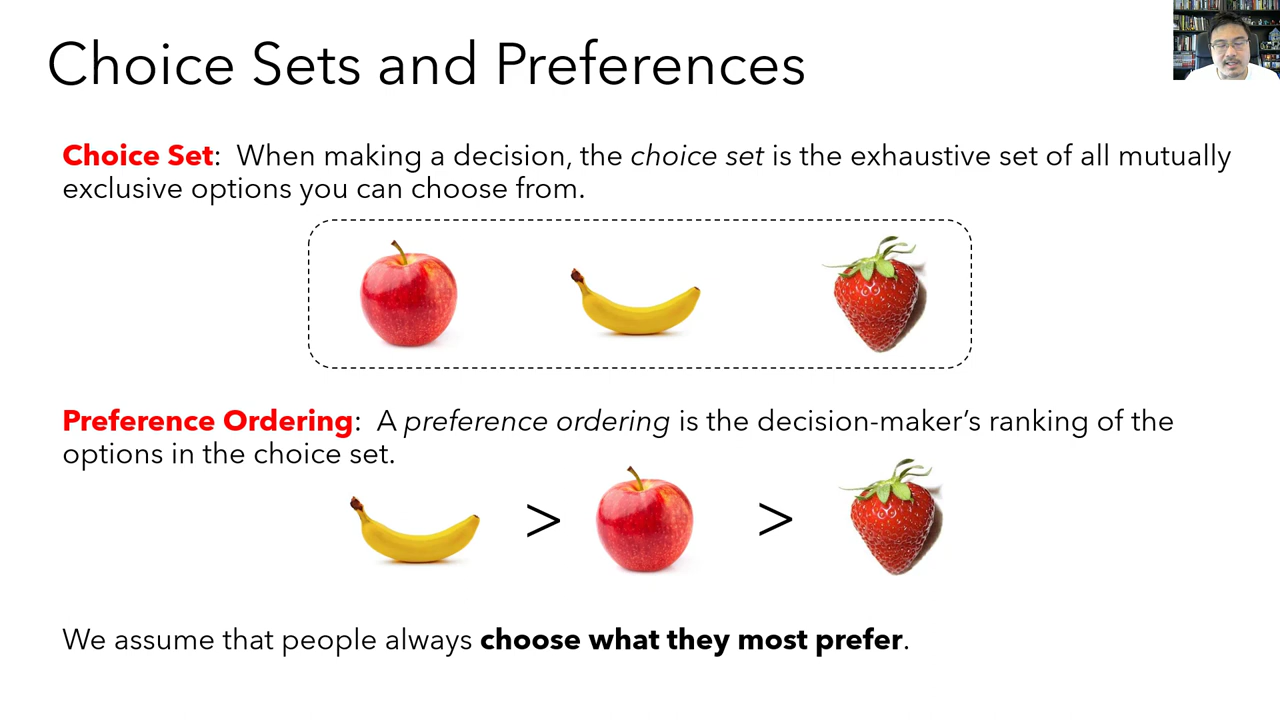 Choice Sets and Preferences
Choice Set: When making a decision, the choice set is the exhaustive set of all mutually
exclusive options you can choose from.
Preference Ordering: A preference ordering is the decision-maker’s ranking of the
options in the choice set.
> >
We assume that people always choose what they most prefer.